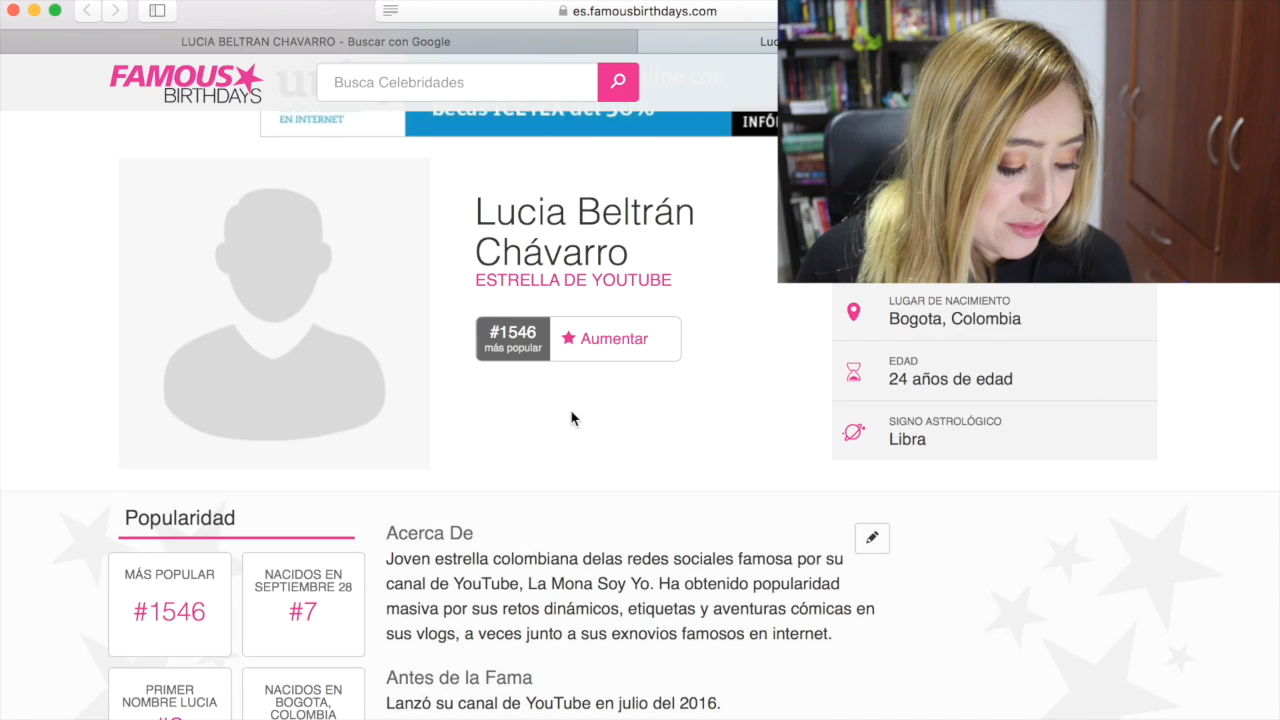 es.famousbirthdays.com
LUCIA BELTRAN CHAVARRO - Buscar con Google
FAMOUS
BIRTHDAYS
Busca Celebridades
EN INTERNET
becas ICETEX del 50%
Lucia Beltrán
Chávarro
ESTRELLA DE YOUTUBE
#1546
más popular
Aumentar
LUGAR DE NACIMIENTO
Bogota, Colombia
EDAD
24 años de edad
SIGNO ASTROLÓGICO
Libra
Popularidad
MÁS POPULAR
#1546
NACIDOS EN
SEPTIEMBRE 28
#7
PRIMER
NOMBRE LUCIA
NACIDOS EN
BOGOTA,
COLOMBIA
Acerca De
Joven estrella colombiana delas redes sociales famosa por su
canal de YouTube, La Mona Soy Yo. Ha obtenido popularidad
masiva por sus retos dinámicos, etiquetas y aventuras cómicas en
sus vlogs, a veces junto a sus exnovios famosos en internet.
Antes de la Fama
Lanzó su canal de YouTube en julio del 2016.